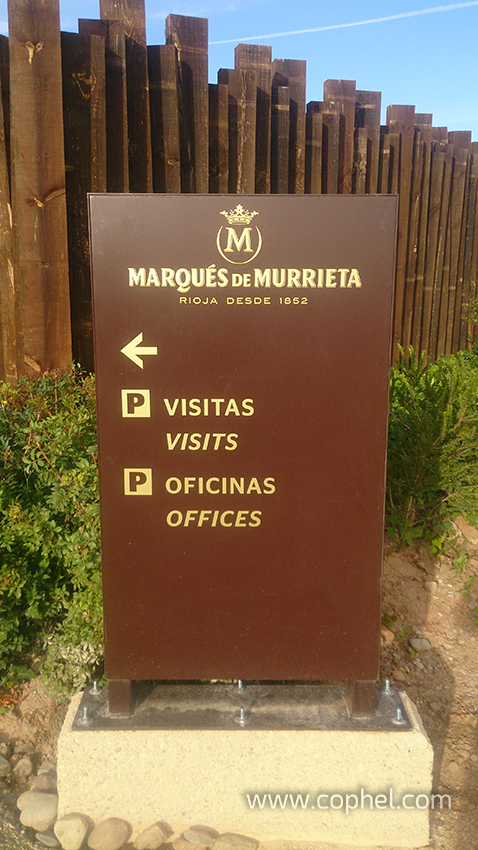 M
MARQUÉS DE MURRIETA
RIOJA DESDE 1852
P VISITAS
VISITS
P OFICINAS
OFFICES
www.cophel.com